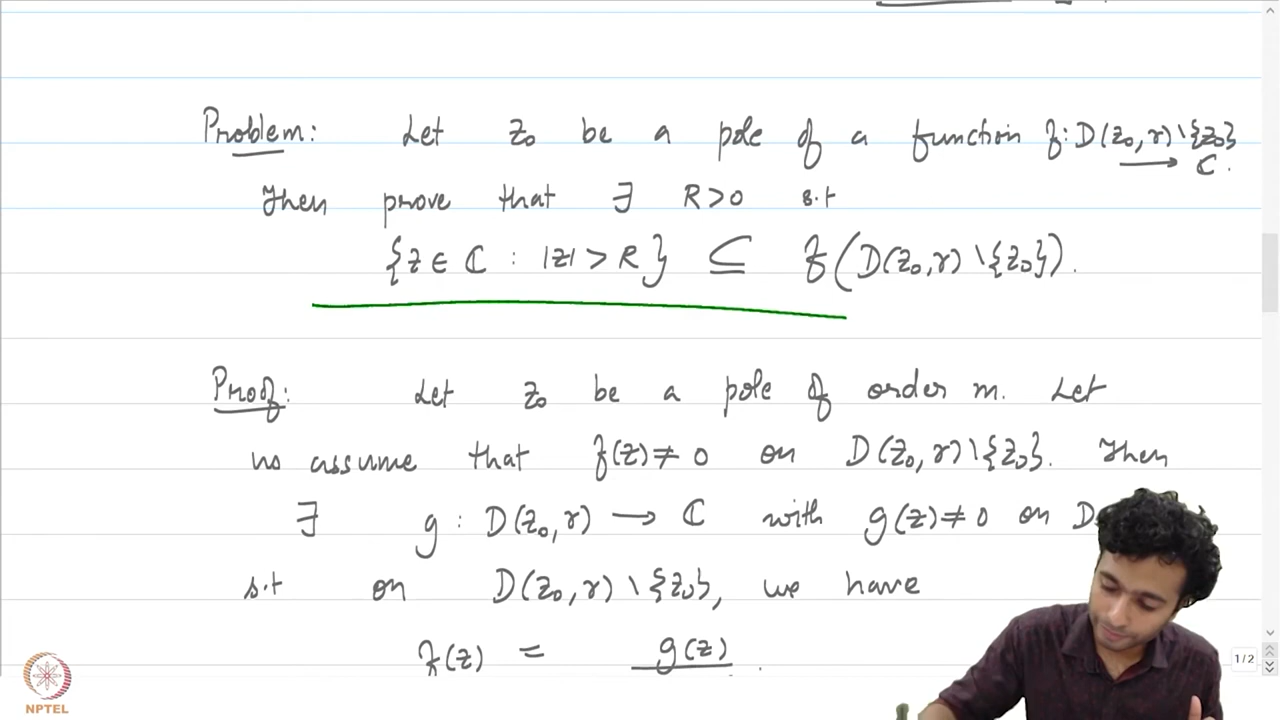 Problem: Let z₀ be a pole of a function f: D(z₀, r) \ {z₀} ⟶ ℂ.
Then prove that ∃ R>0 s.t
{z ∈ ℂ : |z| > R} ⊆ f(D(z₀, r) \ {z₀}).
Proof: Let z₀ be a pole of order m. Let
us assume that f(z) ≠ 0 on D(z₀, r) \ {z₀}. Then
∃ g : D(z₀, r) ⟶ ℂ with g(z) ≠ 0 on D
s.t on D(z₀, r) \ {z₀}, we have
f(z) = g(z)
1/2
NPTEL